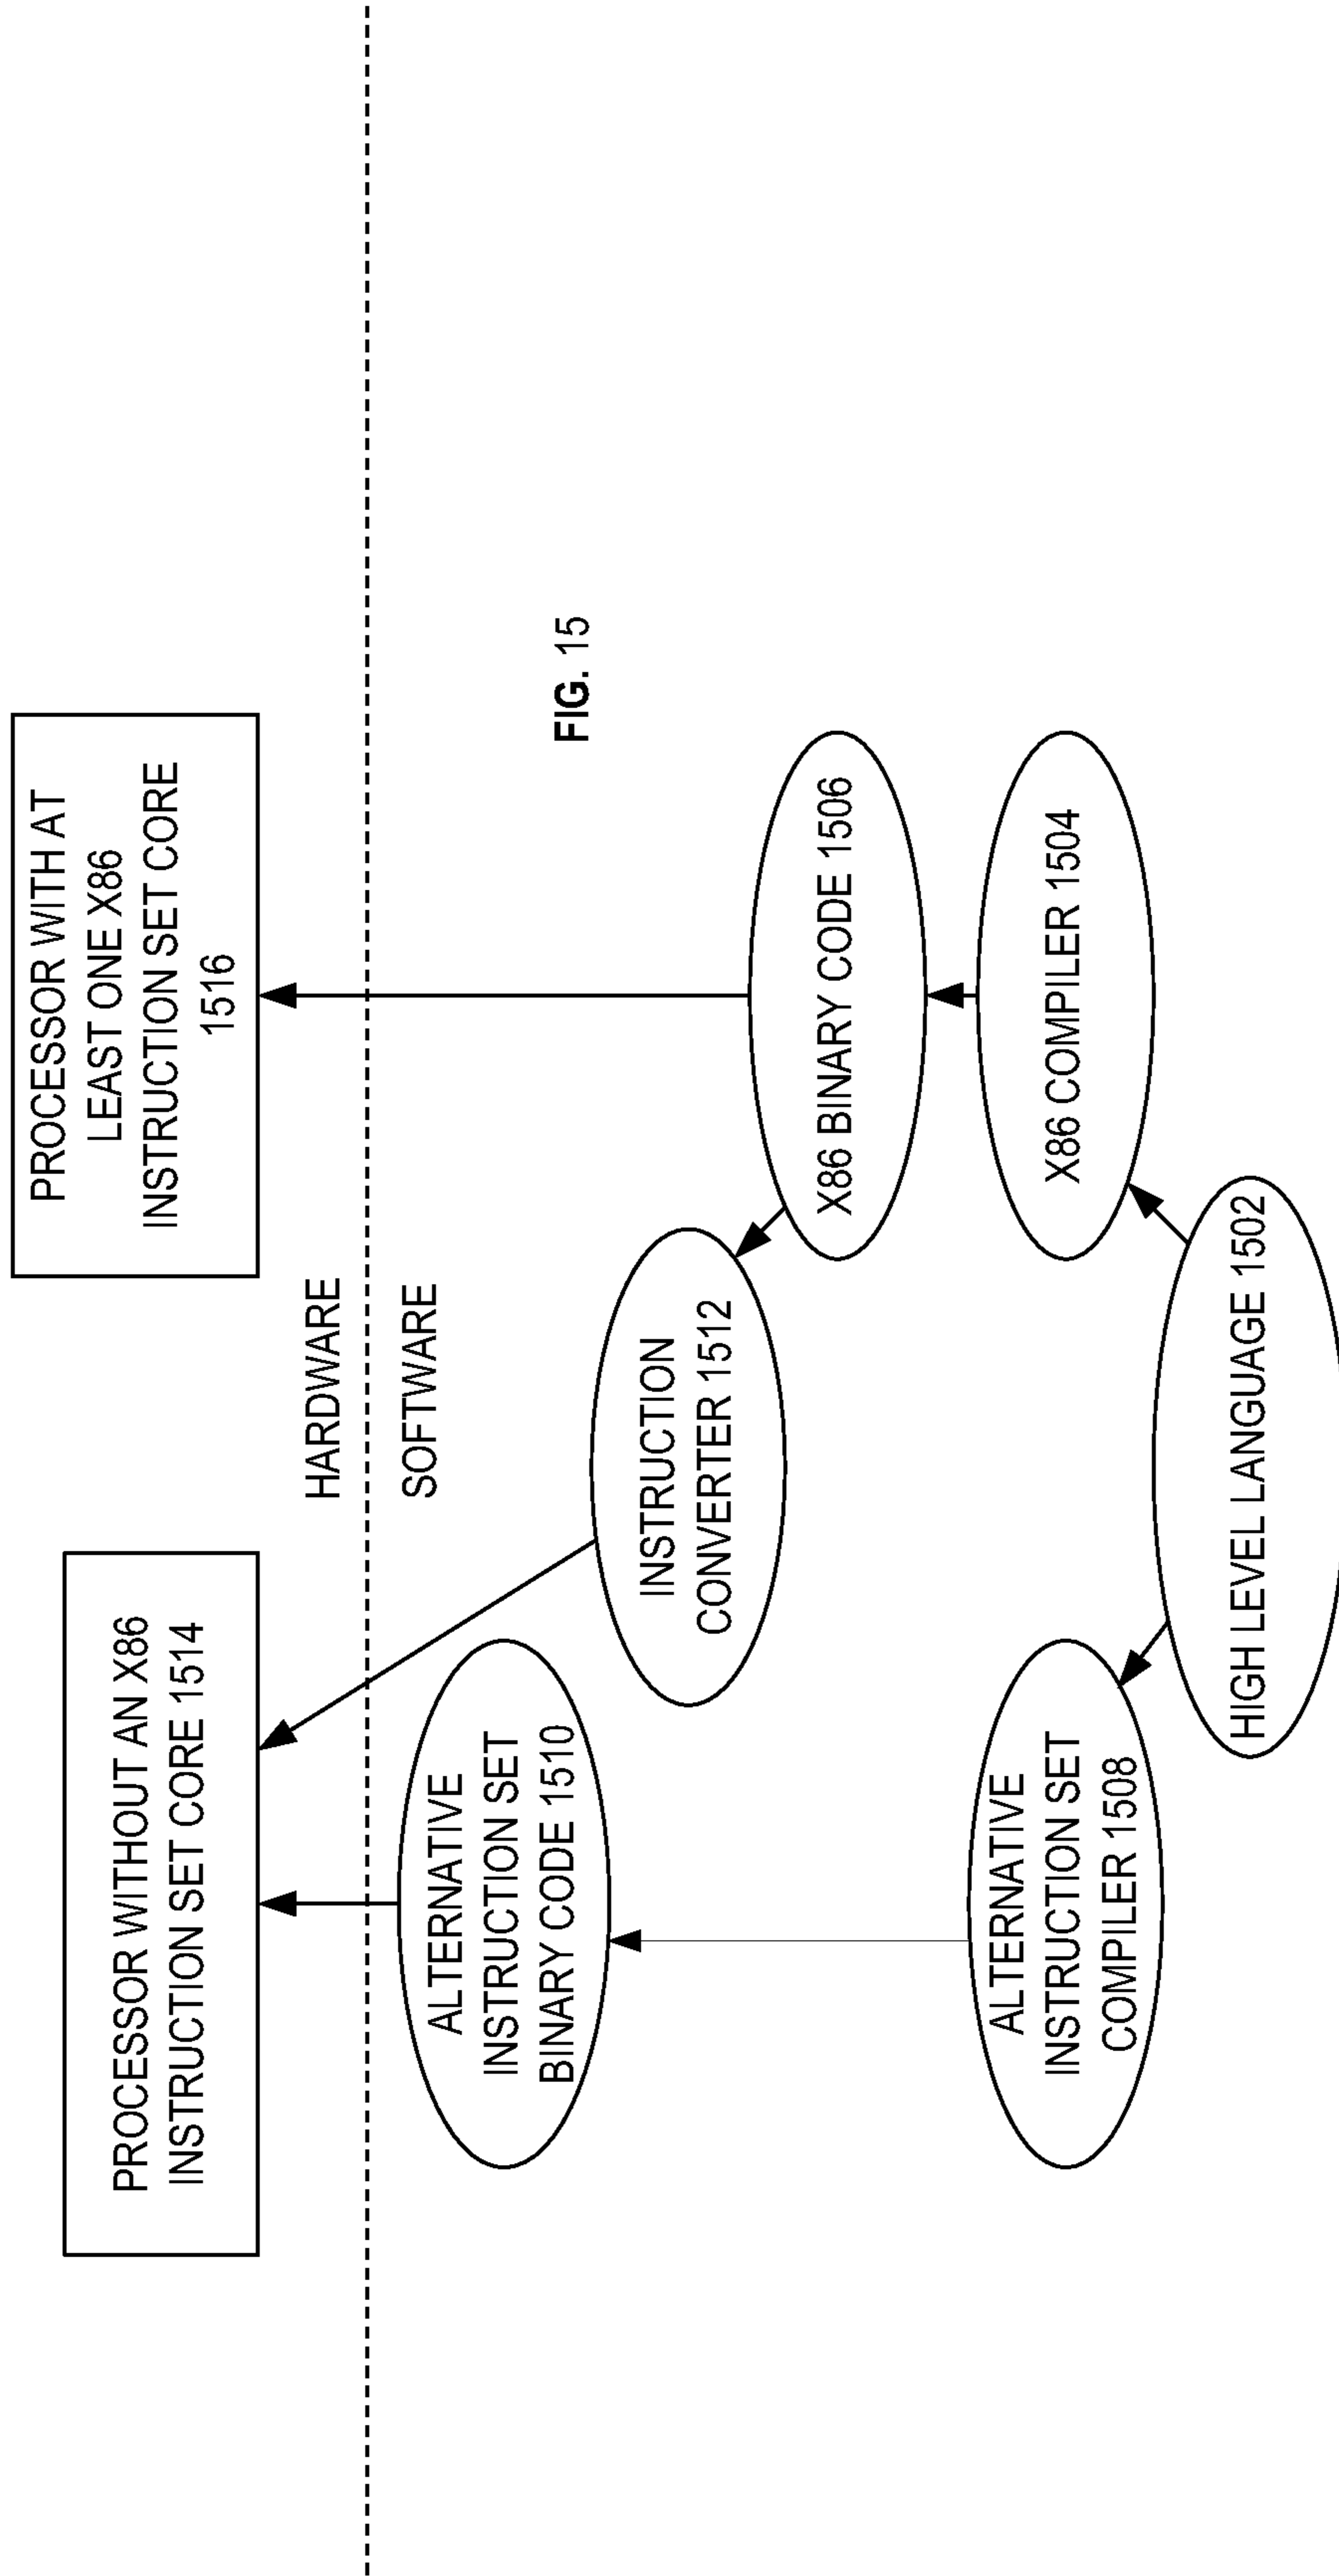 PROCESSOR WITHOUT AN X86
INSTRUCTION SET CORE 1514
PROCESSOR WITH AT
LEAST ONE X86
INSTRUCTION SET CORE
1516
HARDWARE
SOFTWARE
ALTERNATIVE
INSTRUCTION SET
BINARY CODE 1510
INSTRUCTION
CONVERTER 1512
FIG. 15
X86 BINARY CODE 1506
ALTERNATIVE
INSTRUCTION SET
COMPILER 1508
X86 COMPILER 1504
HIGH LEVEL LANGUAGE 1502